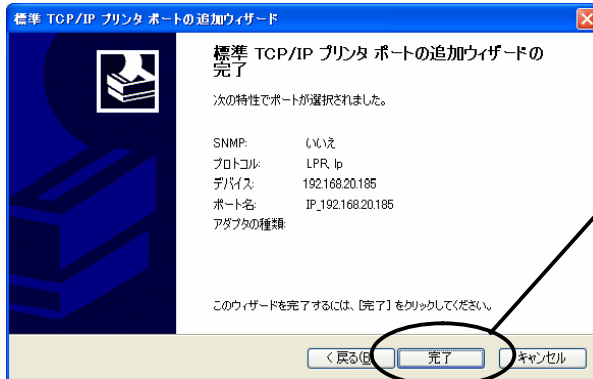 標準 TCP/IP プリンタ ポートの追加ウィザード
標準 TCP/IP プリンタ ポートの追加ウィザードの
完了
次の特性でポートが選択されました。
SNMP: いいえ
プロトコル: LPR, lp
デバイス: 192.168.20.185
ポート名: IP_192.168.20.185
アダプタの種類:
このウィザードを完了するには、[完了] をクリックしてください。
< 戻る(B 完了 キャンセル